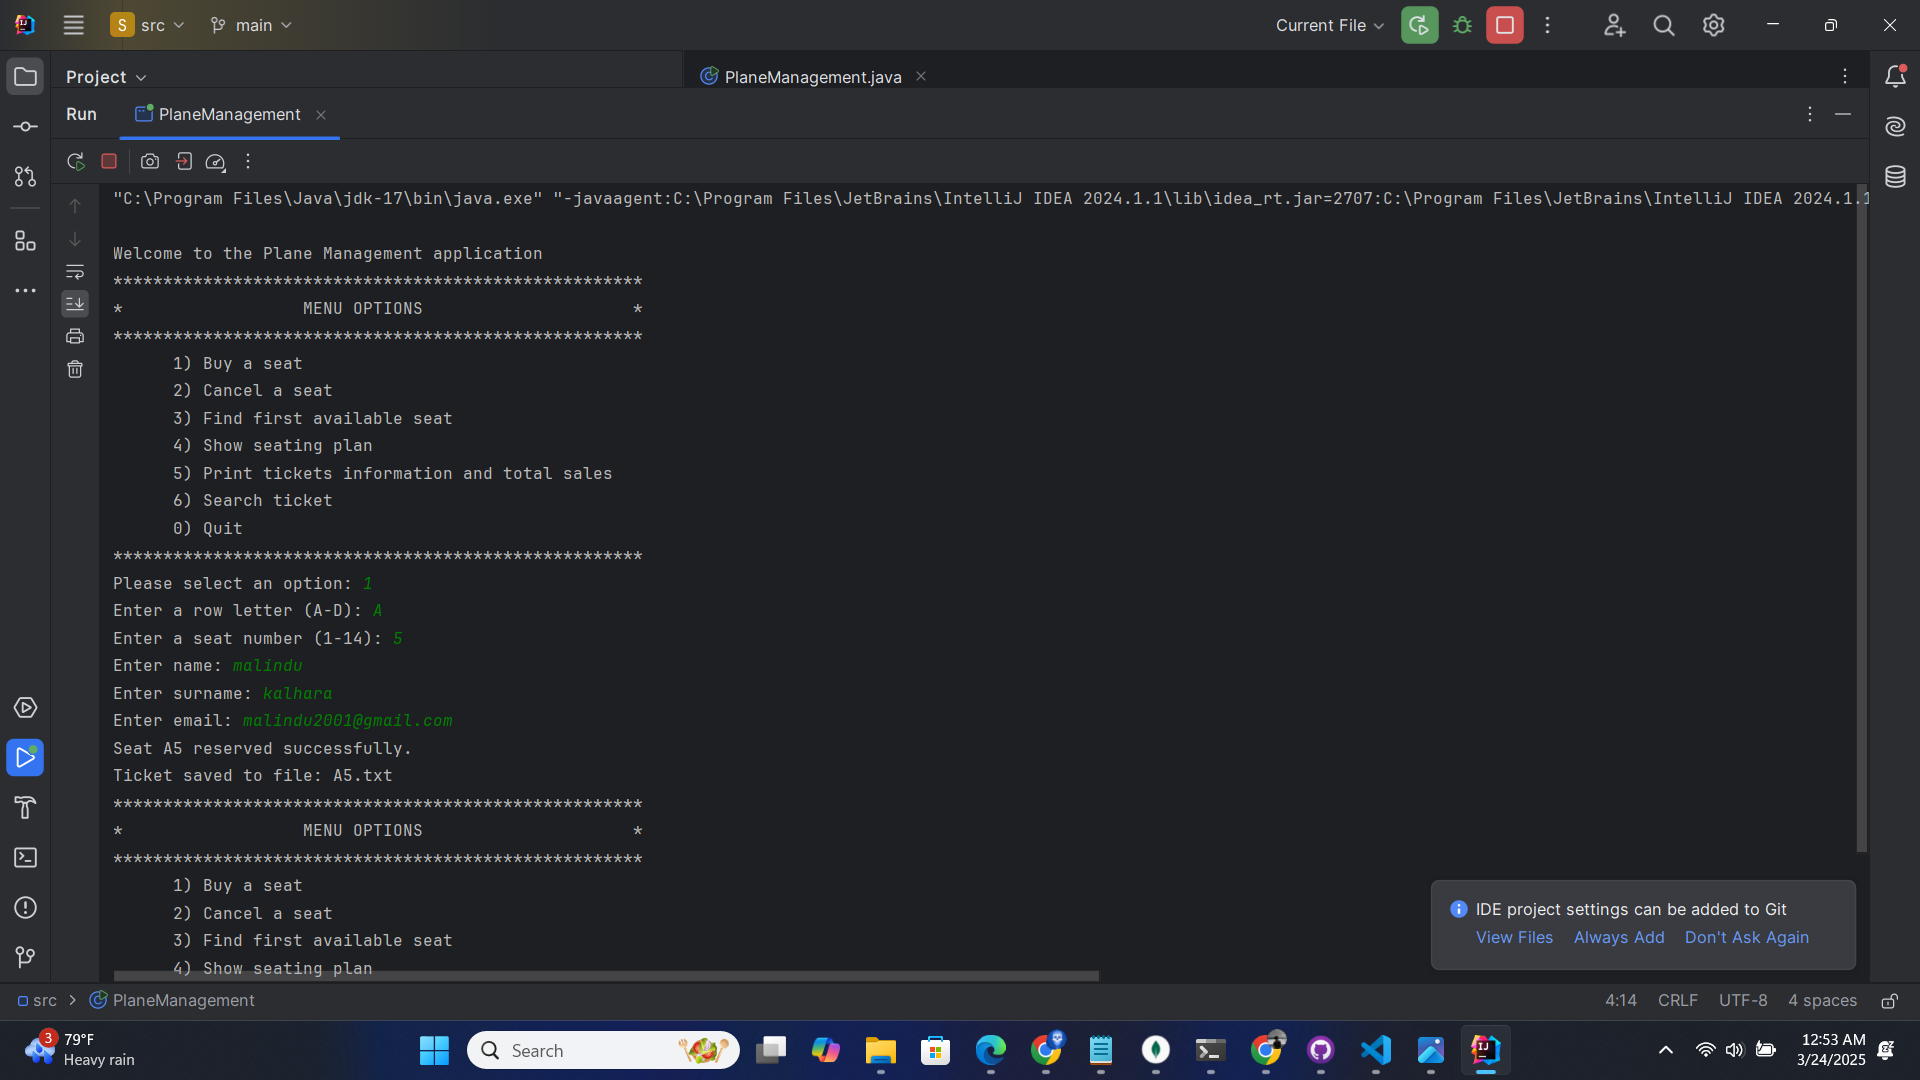 S src main Current File
Project PlaneManagement.java
Run PlaneManagement
"C:\Program Files\Java\jdk-17\bin\java.exe" "-javaagent:C:\Program Files\JetBrains\IntelliJ IDEA 2024.1.1\lib\idea_rt.jar=2707:C:\Program Files\JetBrains\IntelliJ IDEA 2024.1.1
Welcome to the Plane Management application
*****************************************************
*                  MENU OPTIONS                     *
*****************************************************
1) Buy a seat
2) Cancel a seat
3) Find first available seat
4) Show seating plan
5) Print tickets information and total sales
6) Search ticket
0) Quit
*****************************************************
Please select an option: 1
Enter a row letter (A-D): A
Enter a seat number (1-14): 5
Enter name: malindu
Enter surname: kalhara
Enter email: malindu2001@gmail.com
Seat A5 reserved successfully.
Ticket saved to file: A5.txt
*****************************************************
*                  MENU OPTIONS                     *
*****************************************************
1) Buy a seat
2) Cancel a seat
3) Find first available seat
4) Show seating plan
IDE project settings can be added to Git
View Files Always Add Don't Ask Again
src > PlaneManagement 4:14 CRLF UTF-8 4 spaces
3 79°F
Heavy rain
Search
12:53 AM
3/24/2025